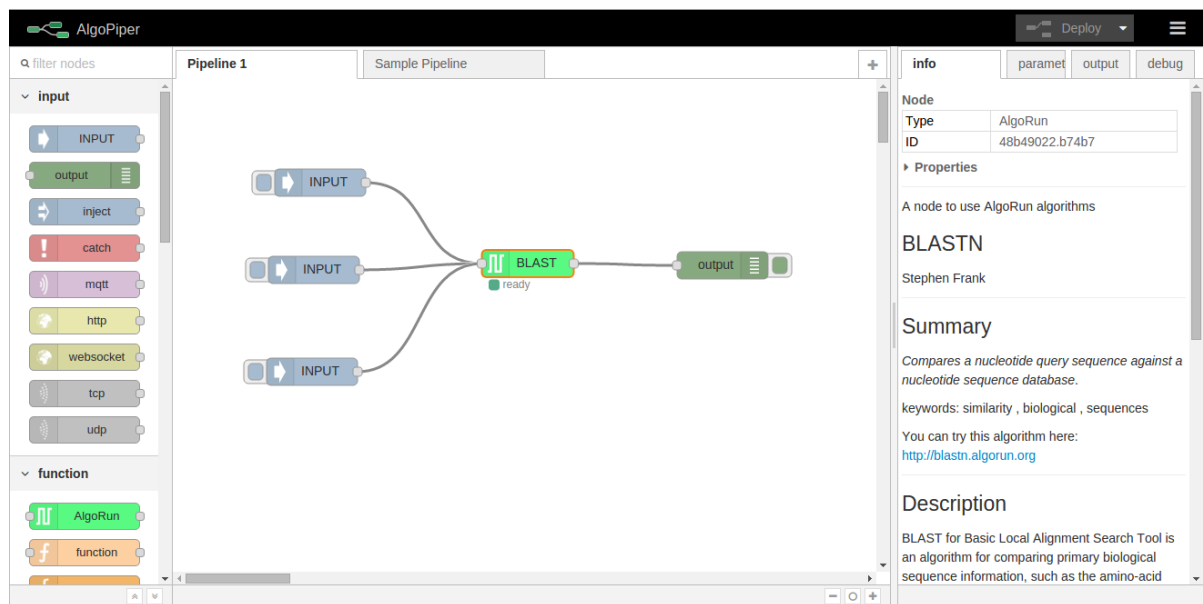 AlgoPiper
Deploy
filter nodes
Pipeline 1
Sample Pipeline
info
paramet
output
debug
input
INPUT
output
inject
catch
mqtt
http
websocket
tcp
udp
function
AlgoRun
function
INPUT
INPUT
INPUT
BLAST
ready
output
Node
Type AlgoRun
ID 48b49022.b74b7
Properties
A node to use AlgoRun algorithms
BLASTN
Stephen Frank
Summary
Compares a nucleotide query sequence against a
nucleotide sequence database.
keywords: similarity , biological , sequences
You can try this algorithm here:
http://blastn.algorun.org
Description
BLAST for Basic Local Alignment Search Tool is
an algorithm for comparing primary biological
sequence information, such as the amino-acid